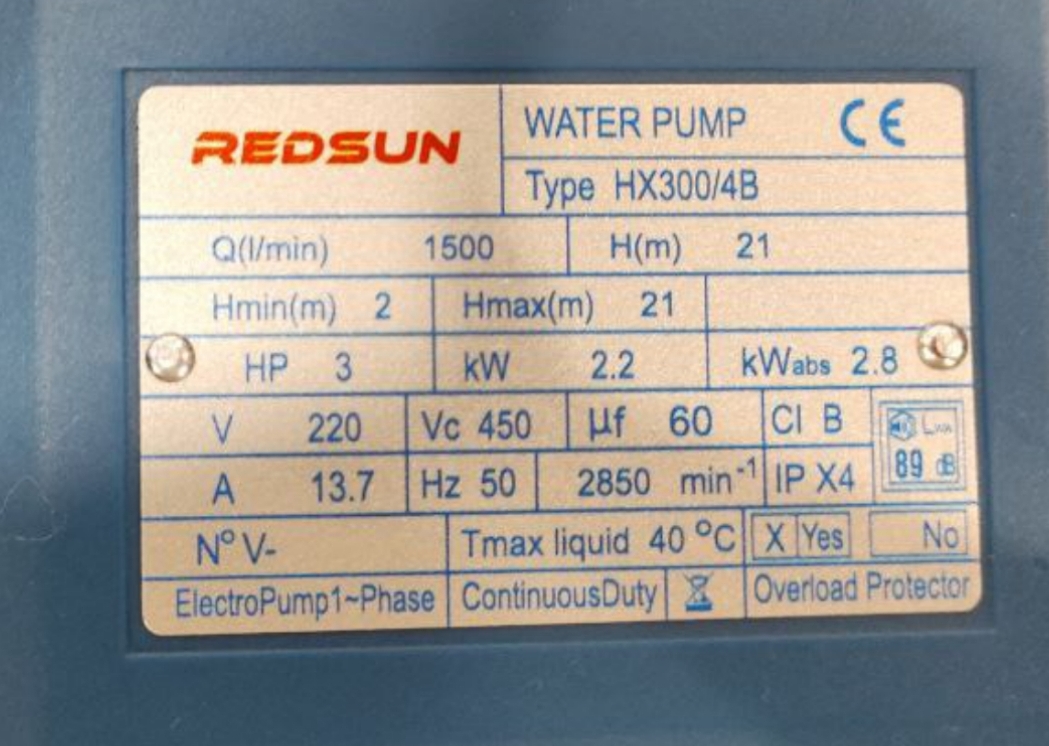 REDSUN
WATER PUMP CE
Type HX300/4B
Q(l/min) 1500 H(m) 21
Hmin(m) 2 Hmax(m) 21
HP 3 kW 2.2 kWabs 2.8
V 220 Vc 450 µf 60 Cl B LWA
A 13.7 Hz 50 2850 min⁻¹ IP X4 89 dB
N° V- Tmax liquid 40 °C X Yes No
ElectroPump1~Phase ContinuousDuty Overload Protector